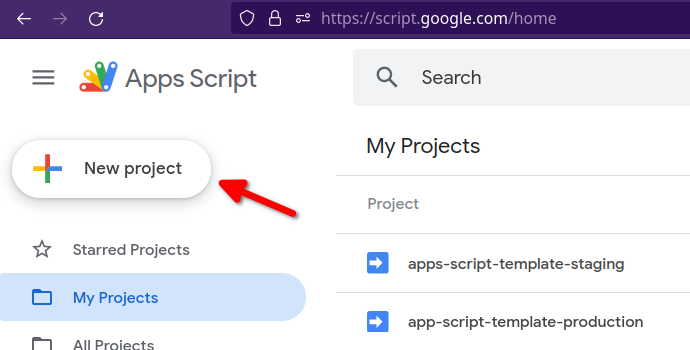 https://script.google.com/home
Apps Script
Search
New project
My Projects
Project
Starred Projects
apps-script-template-staging
My Projects
app-script-template-production
All Projects